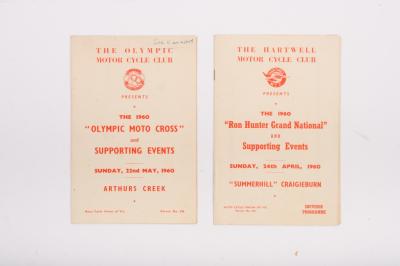 THE OLYMPIC
MOTOR CYCLE CLUB
PRESENTS
THE 1960
"OLYMPIC MOTO CROSS"
and
SUPPORTING EVENTS
SUNDAY, 22nd MAY, 1960
ARTHURS CREEK
THE HARTWELL
MOTOR CYCLE CLUB
PRESENTS
THE 1960
"Ron Hunter Grand National"
AND
Supporting Events
SUNDAY, 24th APRIL, 1960
"SUMMERHILL" CRAIGIEBURN
SOUVENIR
PROGRAMME